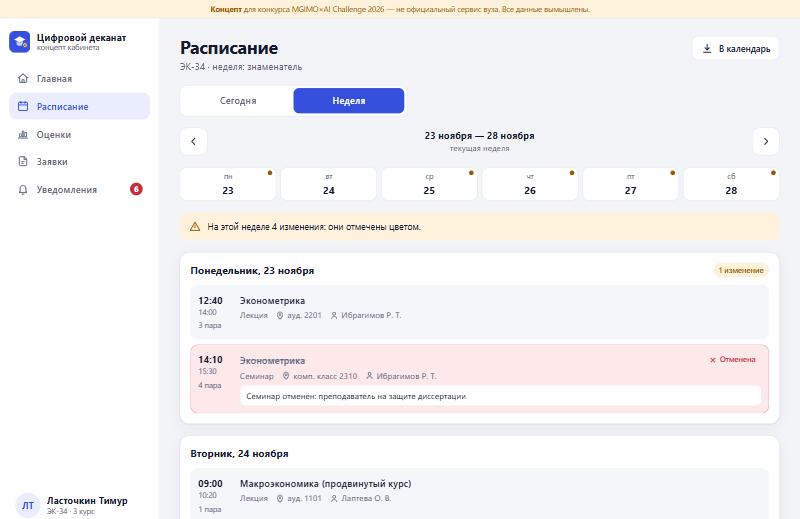 Концепт для конкурса MGIMO×AI Challenge 2026 — не официальный сервис вуза. Все данные вымышлены.
Цифровой деканат
концепт кабинета
Главная
Расписание
Оценки
Заявки
Уведомления 6
ЛТ
Ласточкин Тимур
ЭК-34 · 3 курс
Расписание
ЭК-34 · неделя: знаменатель
В календарь
Сегодня Неделя
23 ноября — 28 ноября
текущая неделя
пн вт ср чт пт сб
23 24 25 26 27 28
На этой неделе 4 изменения: они отмечены цветом.
Понедельник, 23 ноября 1 изменение
12:40 Эконометрика
14:00 Лекция ауд. 2201 Ибрагимов Р. Т.
3 пара
14:10 Эконометрика Отменена
15:30 Семинар комп. класс 2310 Ибрагимов Р. Т.
4 пара
Семинар отменён: преподаватель на защите диссертации
Вторник, 24 ноября
09:00 Макроэкономика (продвинутый курс)
10:20 Лекция ауд. 1101 Лаптева О. В.
1 пара